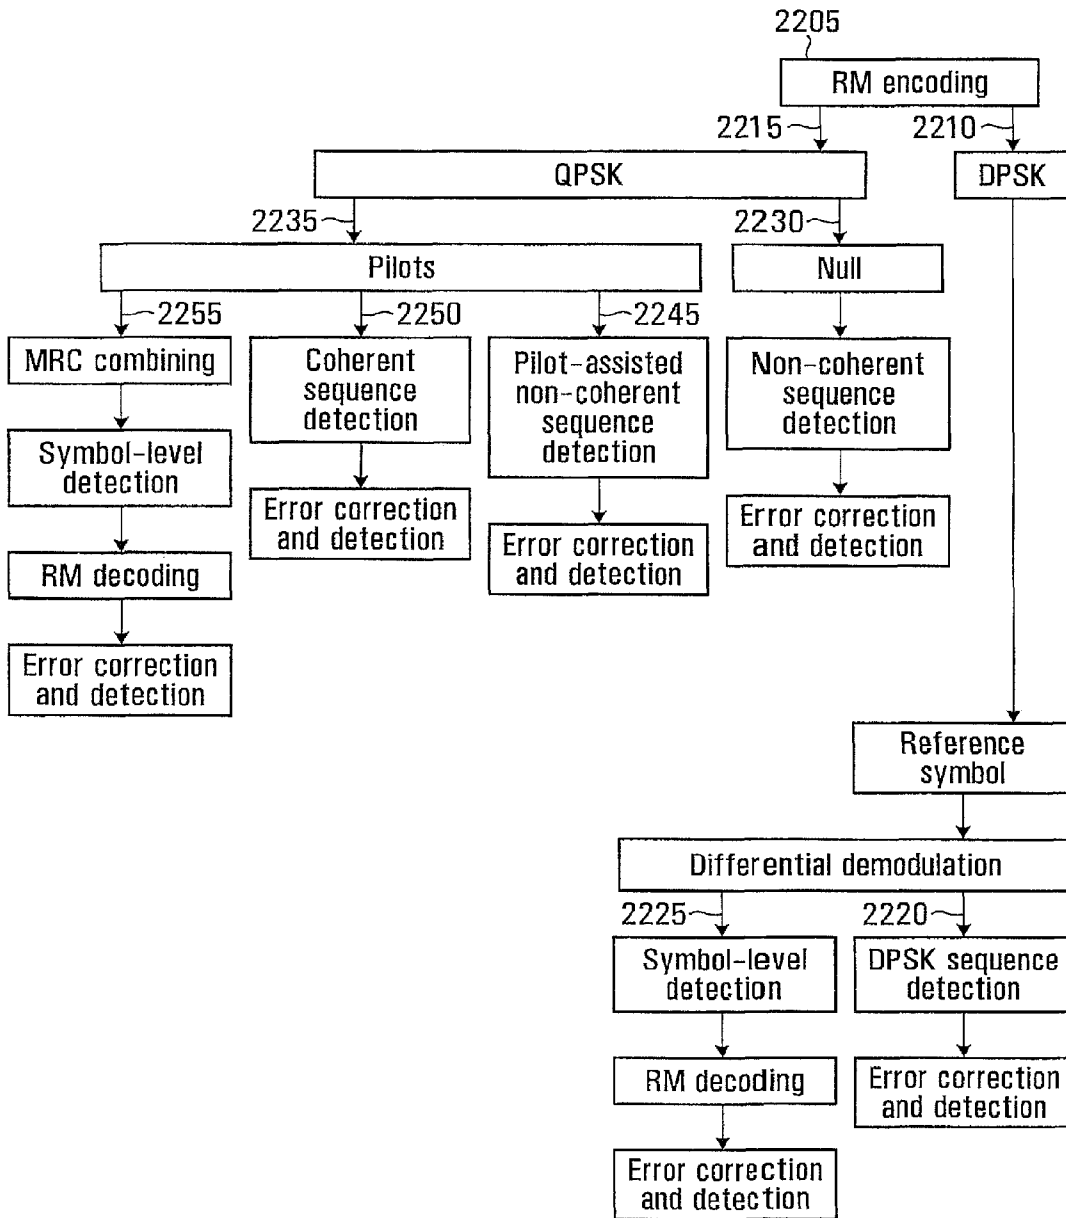 2205
RM encoding
2215
2210
QPSK
DPSK
2235
2230
Pilots
Null
2255
2250
2245
MRC combining
Coherent
sequence
detection
Pilot-assisted
non-coherent
sequence
detection
Non-coherent
sequence
detection
Symbol-level
detection
Error correction
and detection
Error correction
and detection
Error correction
and detection
RM decoding
Error correction
and detection
Reference
symbol
Differential demodulation
2225
2220
Symbol-level
detection
DPSK sequence
detection
RM decoding
Error correction
and detection
Error correction
and detection